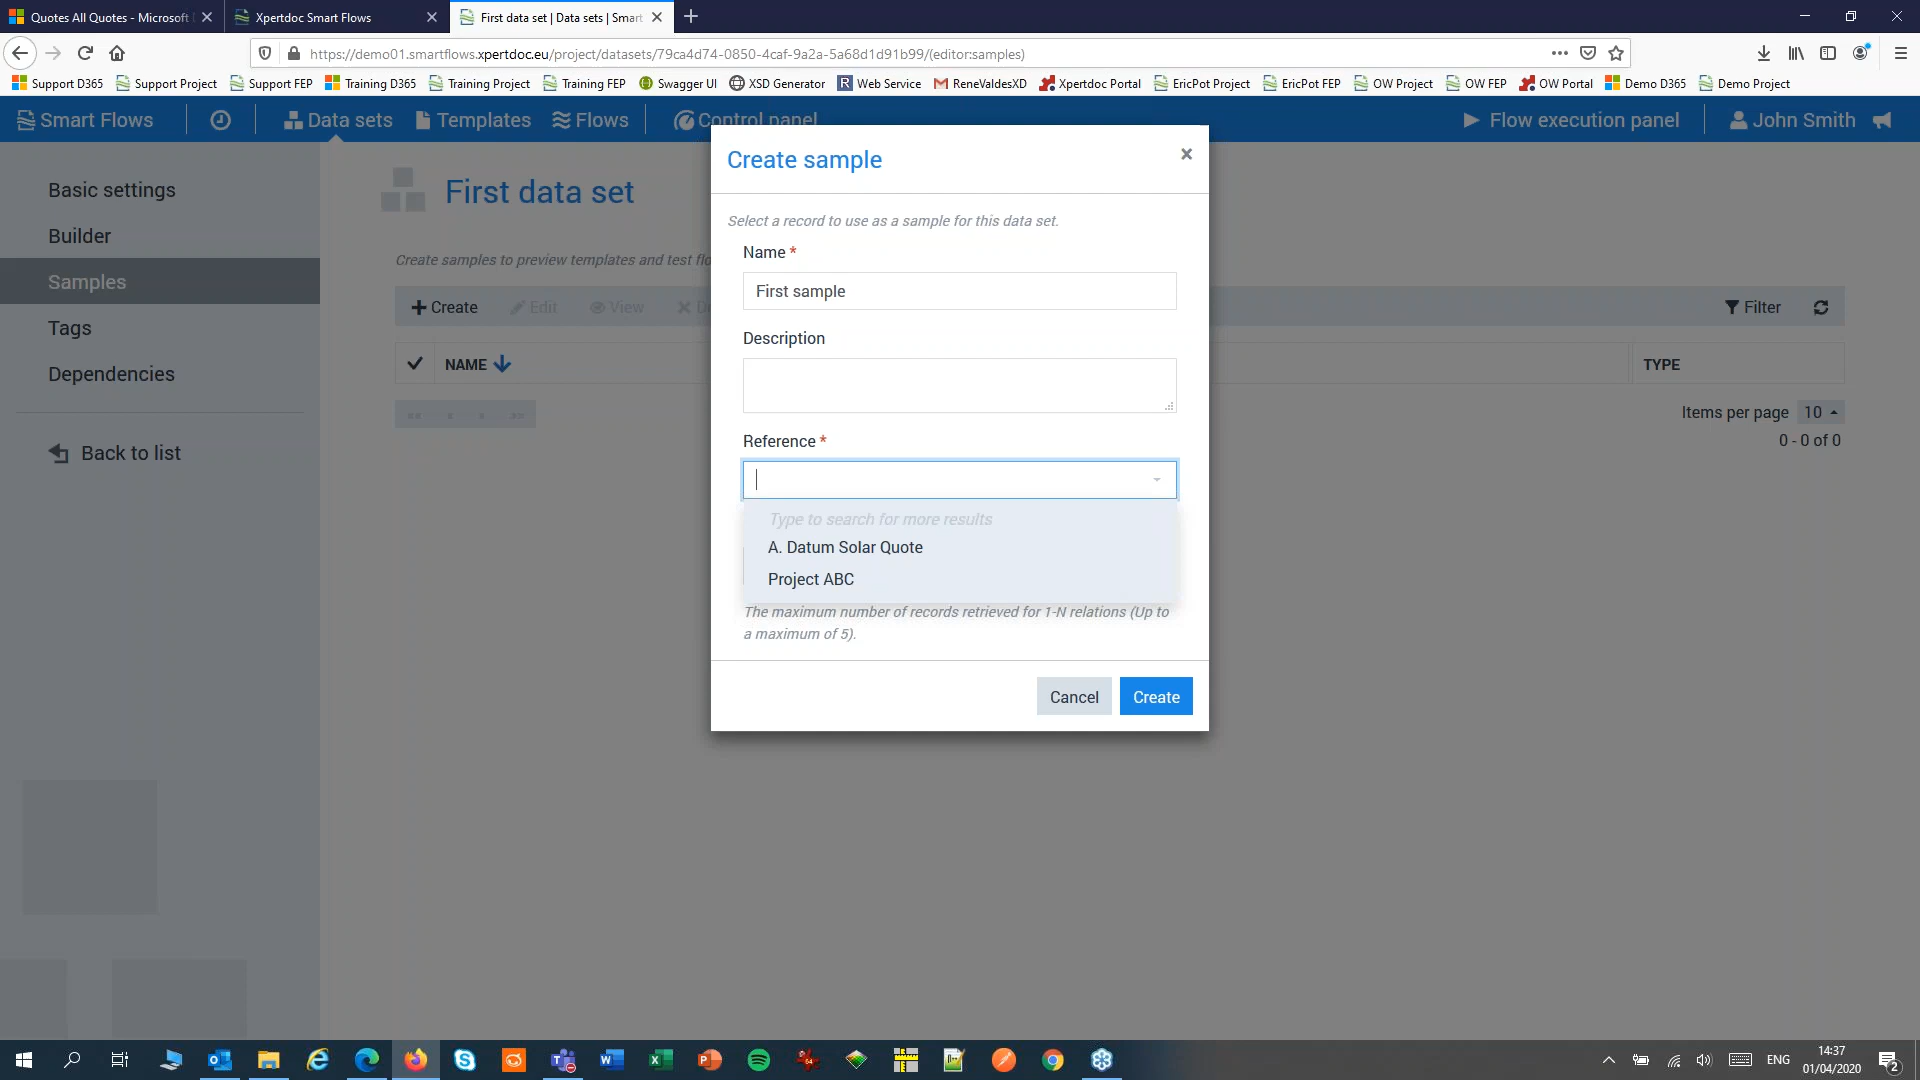 Quotes All Quotes - Microsoft
Xpertdoc Smart Flows
First data set | Data sets | Smart
https://demo01.smartflows.xpertdoc.eu/project/datasets/79ca4d74-0850-4caf-9a2a-5a68d1d91b99/(editor:samples)
Support D365 Support Project Support FEP Training D365 Training Project Training FEP Swagger UI XSD Generator R Web Service ReneValdesXD Xpertdoc Portal EricPot Project EricPot FEP OW Project OW FEP OW Portal Demo D365 Demo Project
Smart Flows Data sets Templates Flows Control panel Flow execution panel John Smith
Basic settings
Builder
Samples
Tags
Dependencies
Back to list
First data set
Create samples to preview templates and test flo
Create Edit View D Filter
NAME TYPE
Items per page 10
0 - 0 of 0
Create sample
Select a record to use as a sample for this data set.
Name *
First sample
Description
Reference *
Type to search for more results
A. Datum Solar Quote
Project ABC
The maximum number of records retrieved for 1-N relations (Up to
a maximum of 5).
Cancel Create
ENG
14:37
01/04/2020
2